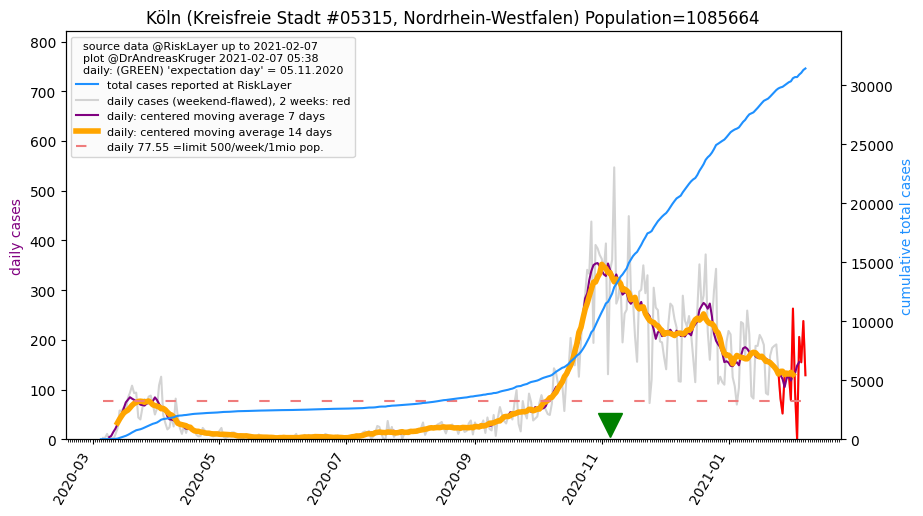 Köln (Kreisfreie Stadt #05315, Nordrhein-Westfalen) Population=1085664
source data @RiskLayer up to 2021-02-07
plot @DrAndreasKruger 2021-02-07 05:38
daily: (GREEN) 'expectation day' = 05.11.2020
total cases reported at RiskLayer
daily cases (weekend-flawed), 2 weeks: red
daily: centered moving average 7 days
daily: centered moving average 14 days
daily 77.55 =limit 500/week/1mio pop.
daily cases
800
700
600
500
400
300
200
100
0
cumulative total cases
30000
25000
20000
15000
10000
5000
0
2020-03
2020-05
2020-07
2020-09
2020-11
2021-01